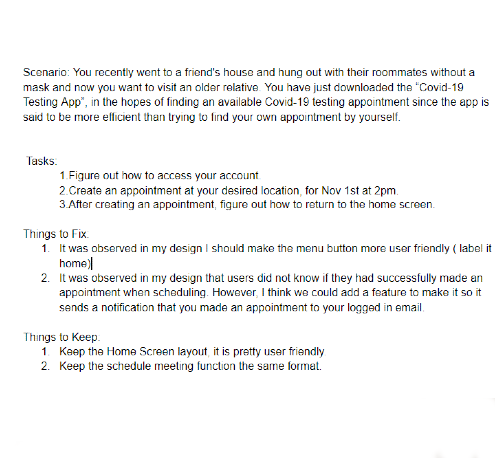 Scenario: You recently went to a friend's house and hung out with their roommates without a
mask and now you want to visit an older relative. You have just downloaded the "Covid-19
Testing App", in the hopes of finding an available Covid-19 testing appointment since the app is
said to be more efficient than trying to find your own appointment by yourself.
Tasks:
1.Figure out how to access your account
2.Create an appointment at your desired location, for Nov 1st at 2pm.
3.After creating an appointment, figure out how to return to the home screen.
Things to Fix.
1. It was observed in my design I should make the menu button more user friendly ( label it
home)
2. It was observed in my design that users did not know if they had successfully made an
appointment when scheduling. However, I think we could add a feature to make it so it
sends a notification that you made an appointment to your logged in email.
Things to Keep:
1. Keep the Home Screen layout, it is pretty user friendly.
2. Keep the schedule meeting function the same format.